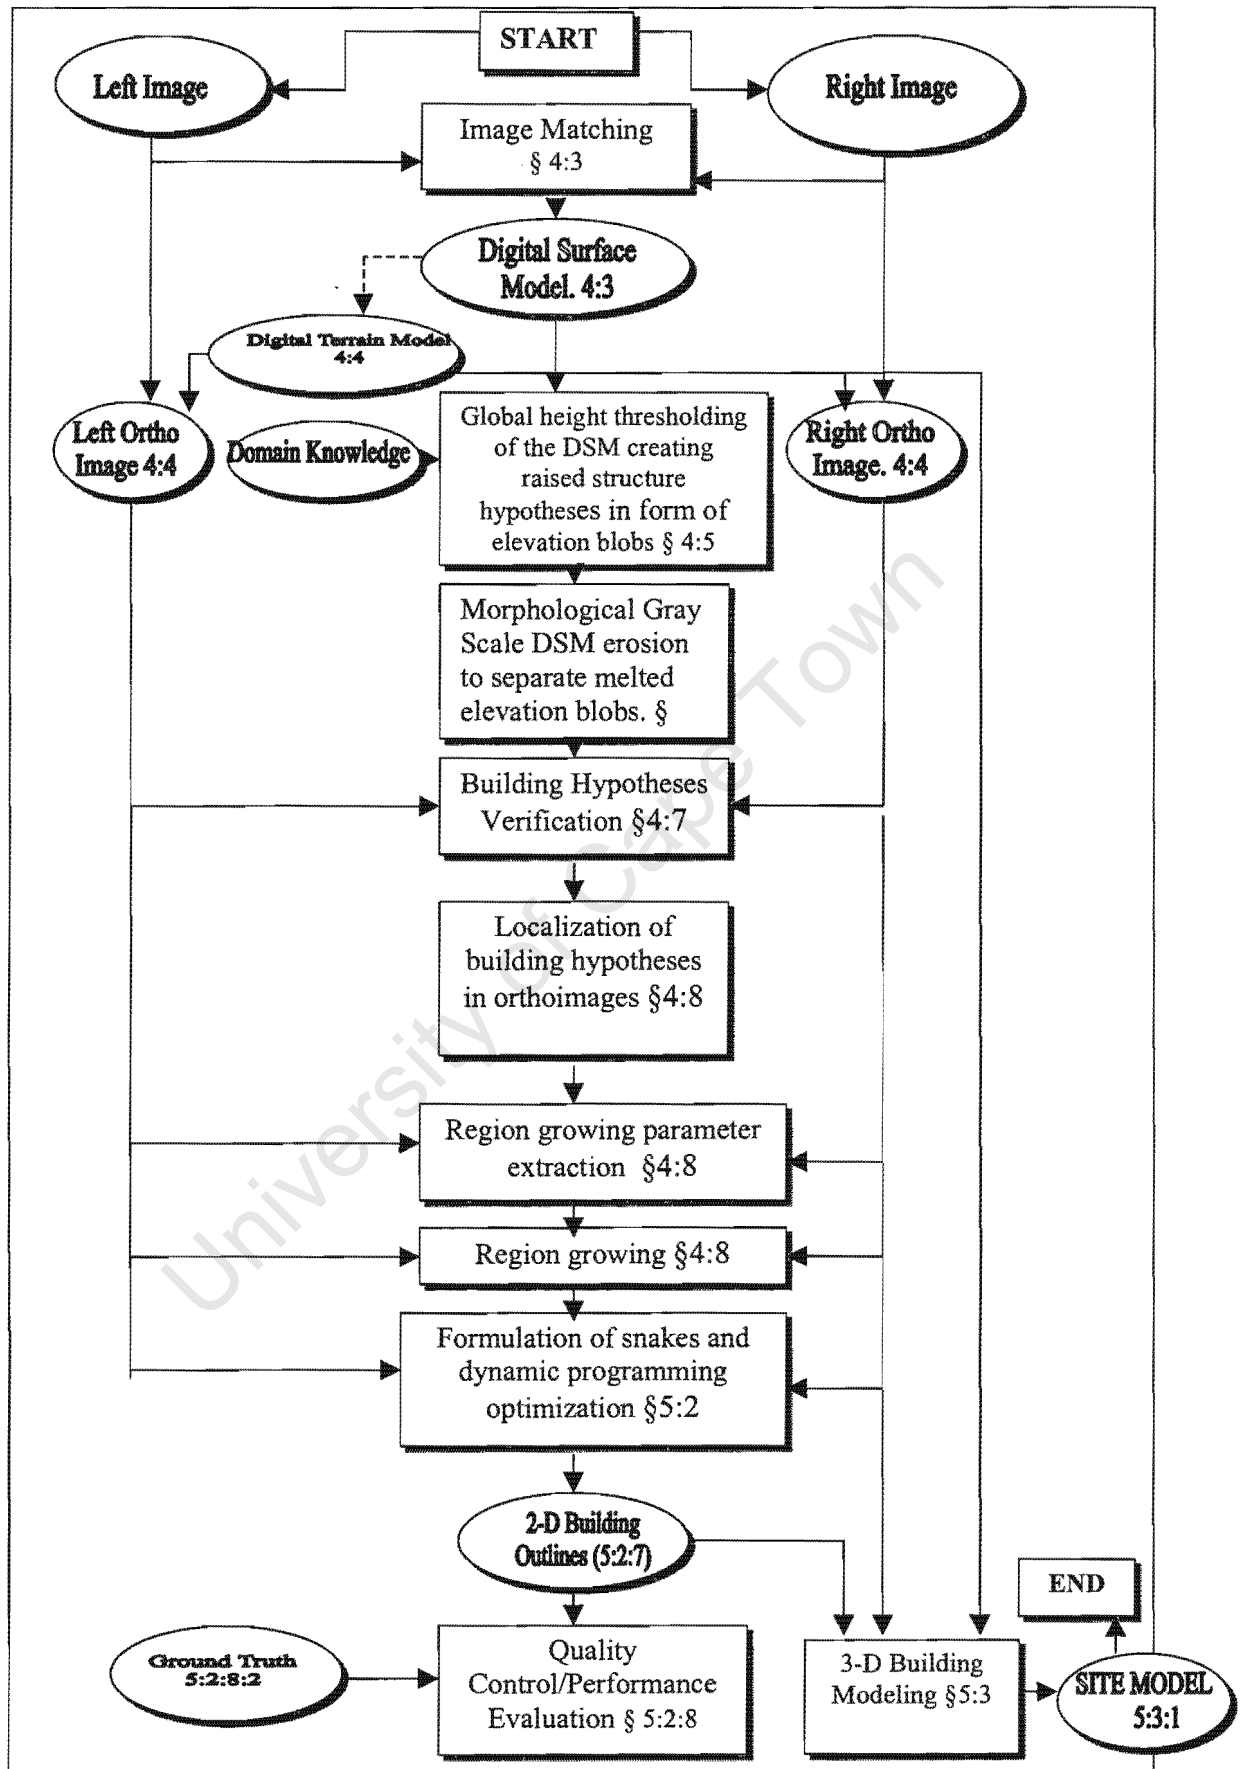 START
Left Image
Right Image
Image Matching
§ 4:3
Digital Surface
Model. 4:3
Digital Terrain Model
4:4
Left Ortho
Image 4:4
Domain Knowledge
Global height thresholding
of the DSM creating
raised structure
hypotheses in form of
elevation blobs § 4:5
Right Ortho
Image. 4:4
Morphological Gray
Scale DSM erosion
to separate melted
elevation blobs. §
Building Hypotheses
Verification §4:7
Localization of
building hypotheses
in orthoimages §4:8
Region growing parameter
extraction §4:8
Region growing §4:8
Formulation of snakes and
dynamic programming
optimization §5:2
2-D Building
Outlines (5:2:7)
END
Ground Truth
5:2:8:2
Quality
Control/Performance
Evaluation § 5:2:8
3-D Building
Modeling §5:3
SITE MODEL
5:3:1
University of Cape Town